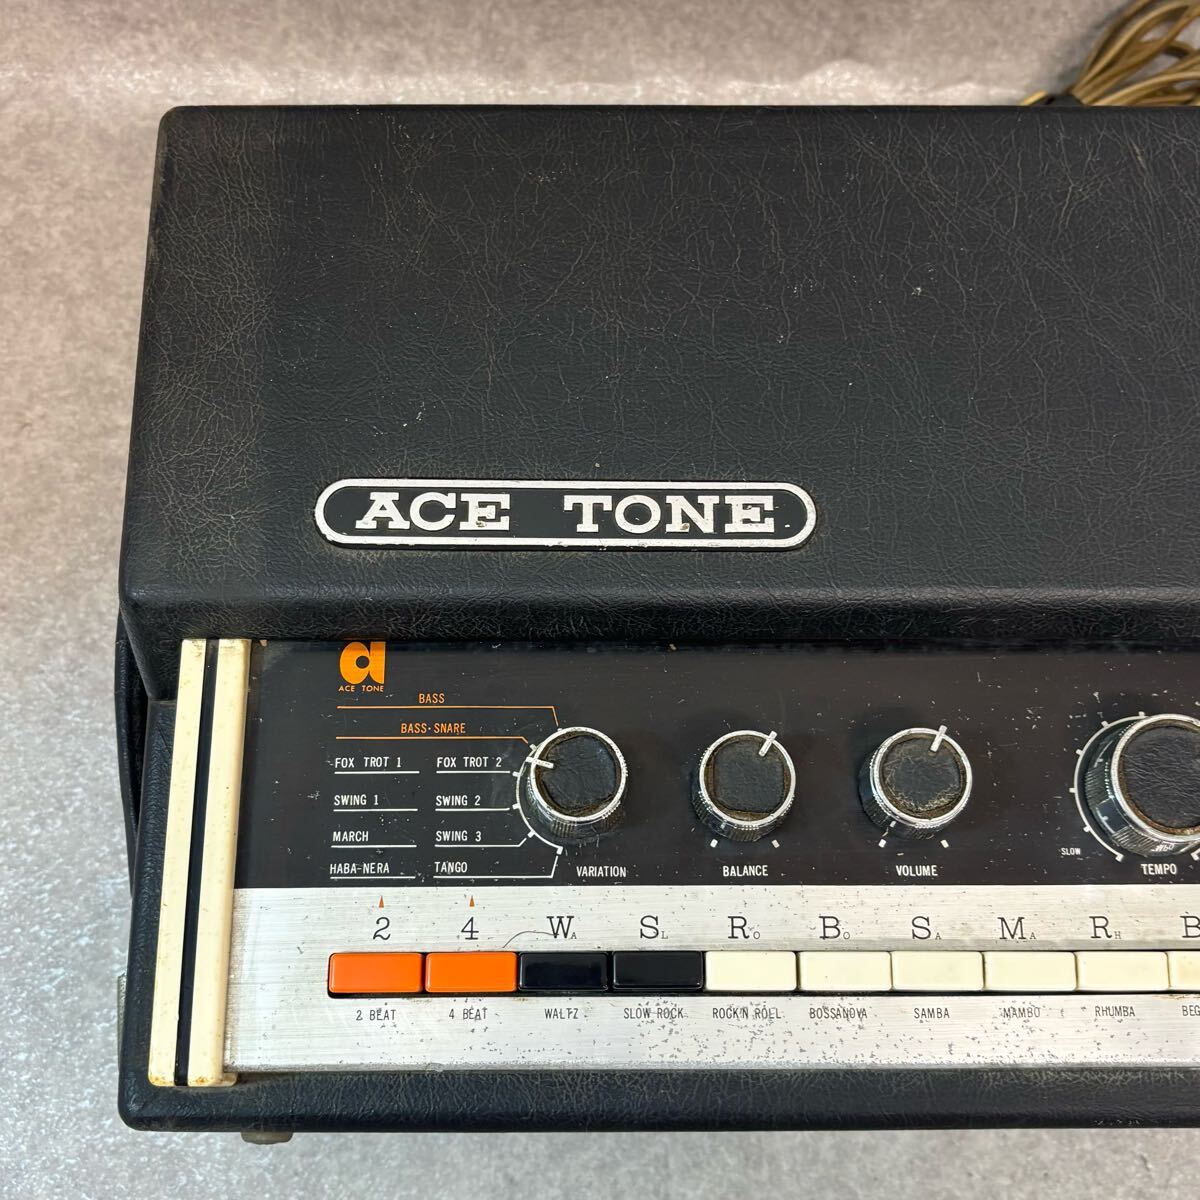 ACE TONE
a
ACE TONE
BASS
BASS·SNARE
FOX TROT 1 FOX TROT 2
SWING 1 SWING 2
MARCH SWING 3
HABA-NERA TANGO
VARIATION BALANCE VOLUME SLOW TEMPO
2 4 WA SL RO BO SA MA RH B
2 BEAT 4 BEAT WALTZ SLOW ROCK ROCK'N ROLL BOSSANOVA SAMBA MAMBO RHUMBA BEG